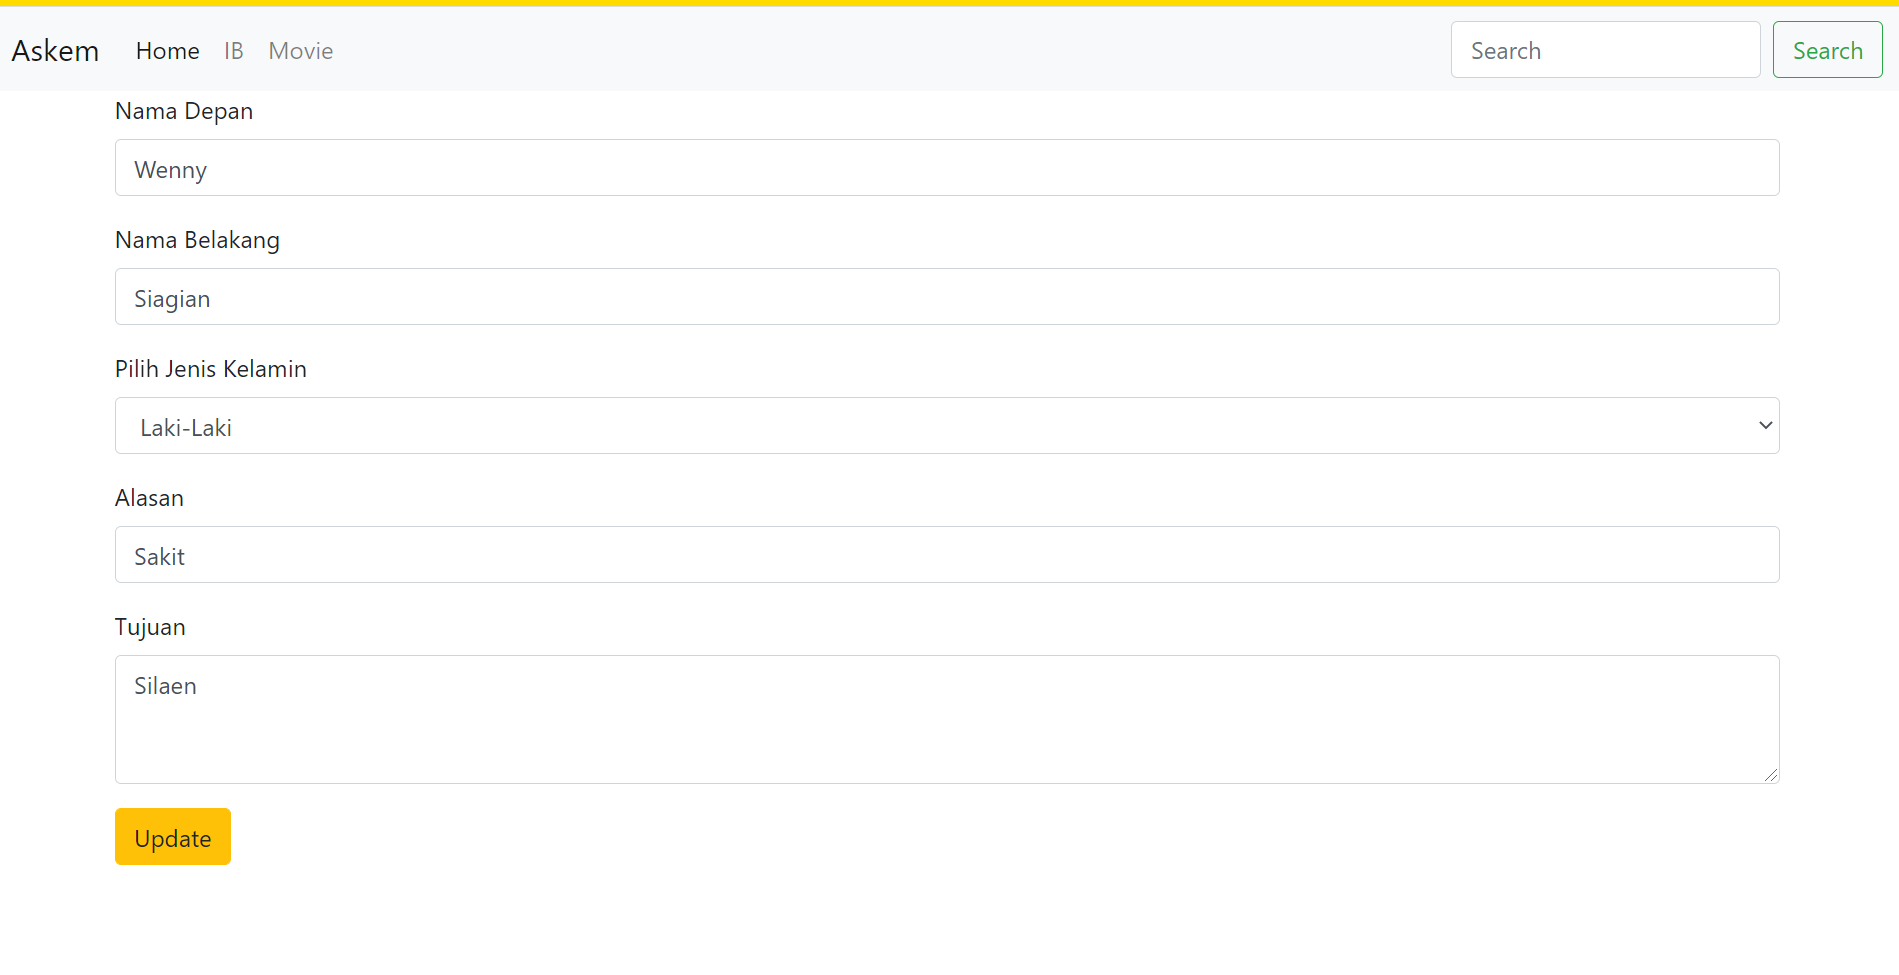 Askem Home IB Movie Search Search
Nama Depan
Wenny
Nama Belakang
Siagian
Pilih Jenis Kelamin
Laki-Laki
Alasan
Sakit
Tujuan
Silaen
Update